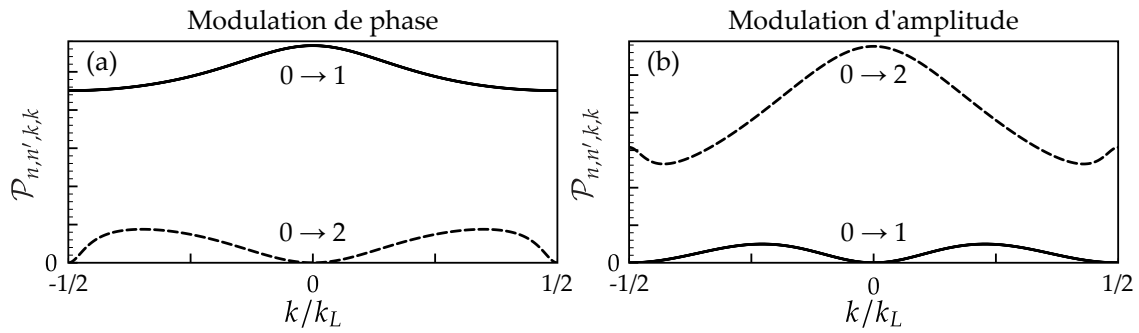 Modulation de phase
(a)
0 → 1
0 → 2
𝒫n,n′,k,k
0
-1/2
0
1/2
k/kL
Modulation d'amplitude
(b)
0 → 2
0 → 1
𝒫n,n′,k,k
0
-1/2
0
1/2
k/kL